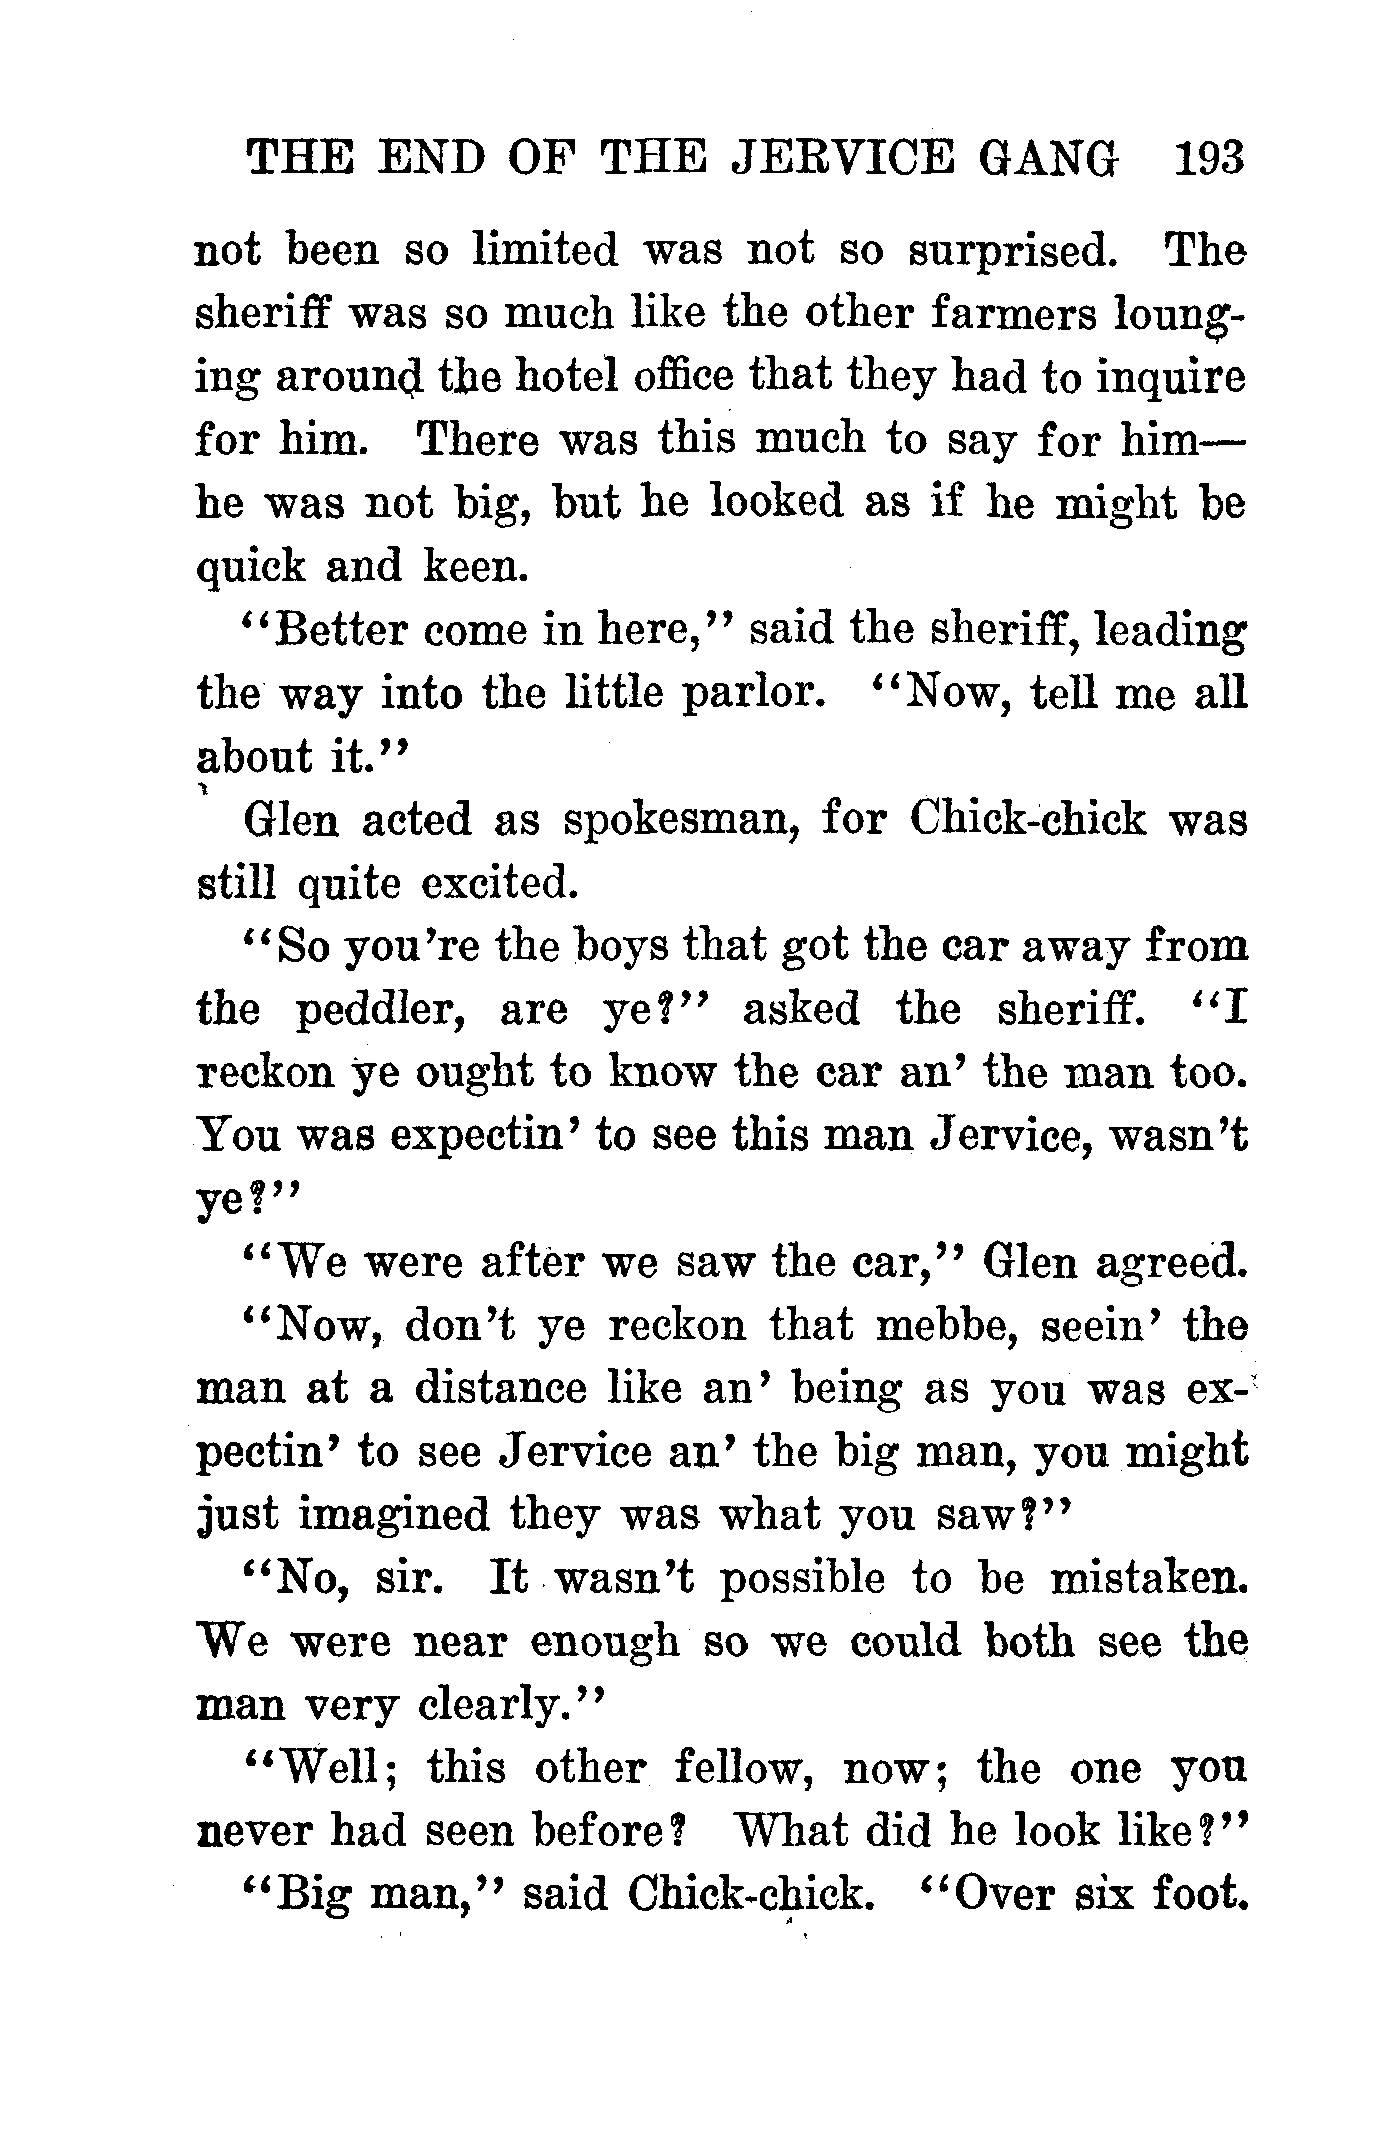 THE END OF THE JERVICE GANG 193
not been so limited was not so surprised. The
sheriff was so much like the other farmers loung-
ing around the hotel office that they had to inquire
for him. There was this much to say for him—
he was not big, but he looked as if he might be
quick and keen.
"Better come in here," said the sheriff, leading
the way into the little parlor. "Now, tell me all
about it."
Glen acted as spokesman, for Chick-chick was
still quite excited.
"So you're the boys that got the car away from
the peddler, are ye?" asked the sheriff. "I
reckon ye ought to know the car an' the man too.
You was expectin' to see this man Jervice, wasn't
ye?"
"We were after we saw the car," Glen agreed.
"Now, don't ye reckon that mebbe, seein' the
man at a distance like an' being as you was ex-
pectin' to see Jervice an' the big man, you might
just imagined they was what you saw?"
"No, sir. It wasn't possible to be mistaken.
We were near enough so we could both see the
man very clearly."
"Well; this other fellow, now; the one you
never had seen before? What did he look like?"
"Big man," said Chick-chick. "Over six foot.